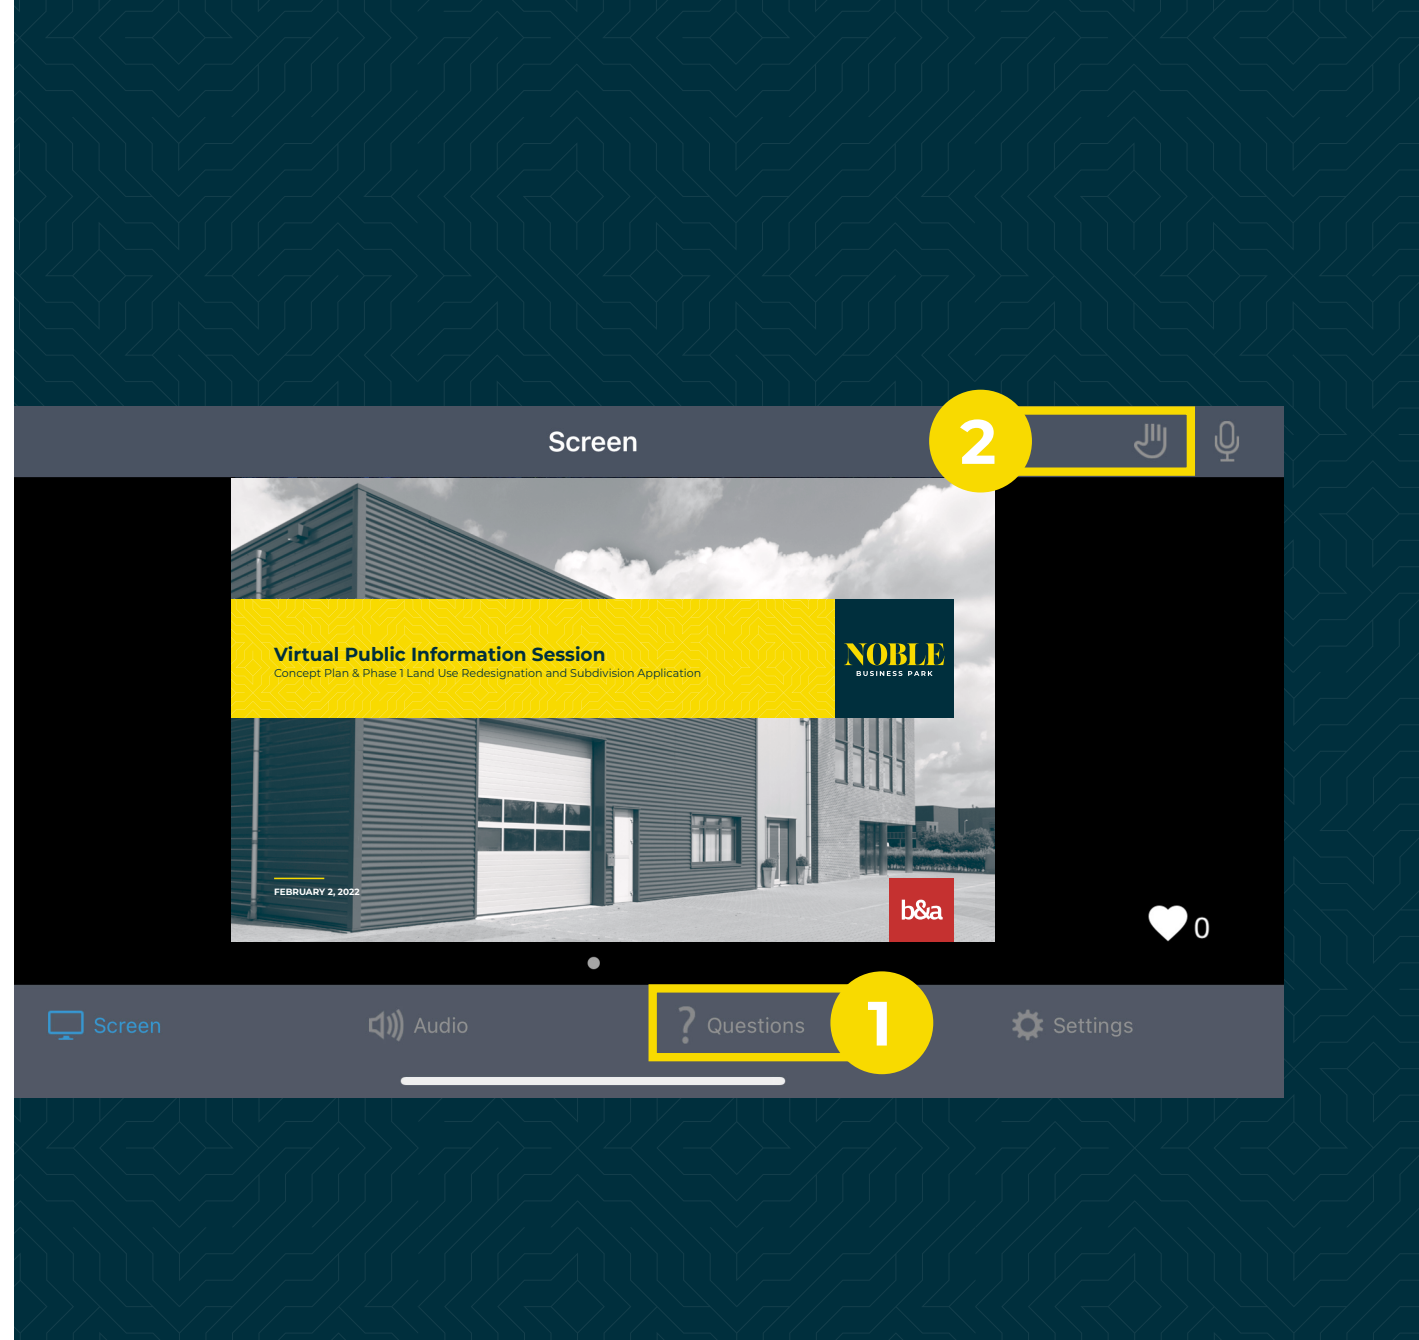 2
Screen
Virtual Public Information Session
Concept Plan & Phase 1 Land Use Redesignation and Subdivision Application
NOBLE
BUSINESS PARK
FEBRUARY 2, 2022
b&a
0
Screen
Audio
? Questions
1
Settings